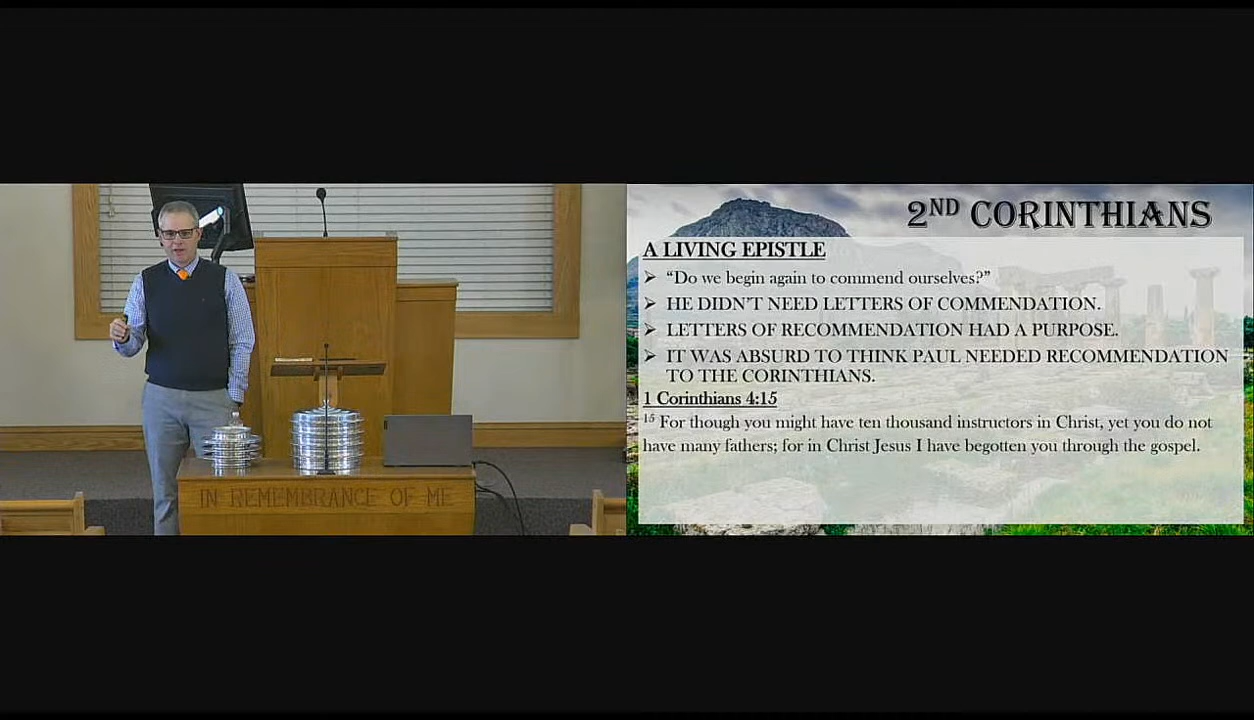 2ND CORINTHIANS
A LIVING EPISTLE
➢ “Do we begin again to commend ourselves?”
➢ HE DIDN’T NEED LETTERS OF COMMENDATION.
➢ LETTERS OF RECOMMENDATION HAD A PURPOSE.
➢ IT WAS ABSURD TO THINK PAUL NEEDED RECOMMENDATION
TO THE CORINTHIANS.
1 Corinthians 4:15
15 For though you might have ten thousand instructors in Christ, yet you do not
have many fathers; for in Christ Jesus I have begotten you through the gospel.
IN REMEMBRANCE OF ME